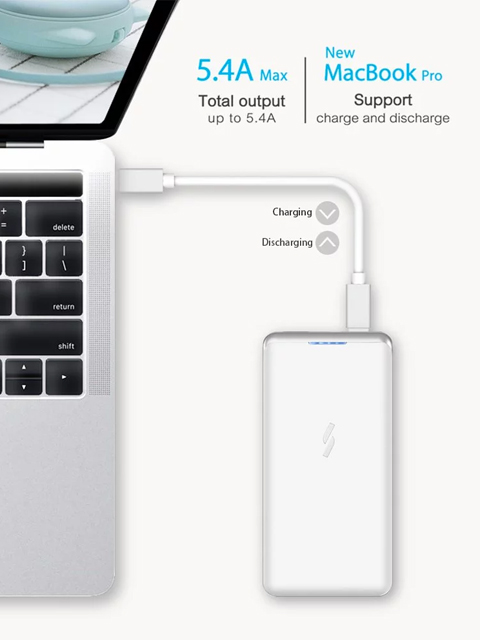 5.4A Max
Total output
up to 5.4A
New
MacBook Pro
Support
charge and discharge
Charging
Discharging
+
=
delete
}
]
|
\
return
shift